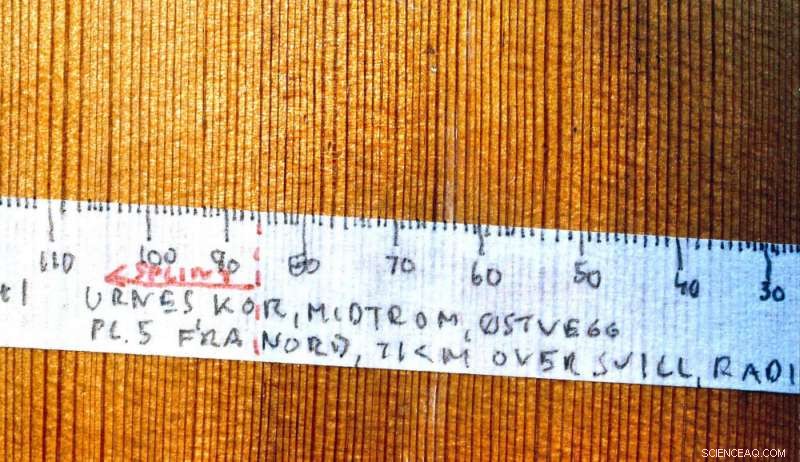 110 100 90 80 70 60 50 40 30
SPLINT
URNES KOR, MIDTROM, ØSTVEGG
PL. 5 FRA NORD, 71 CM OVER SVILL, RADI
SCIENCEAQ.COM